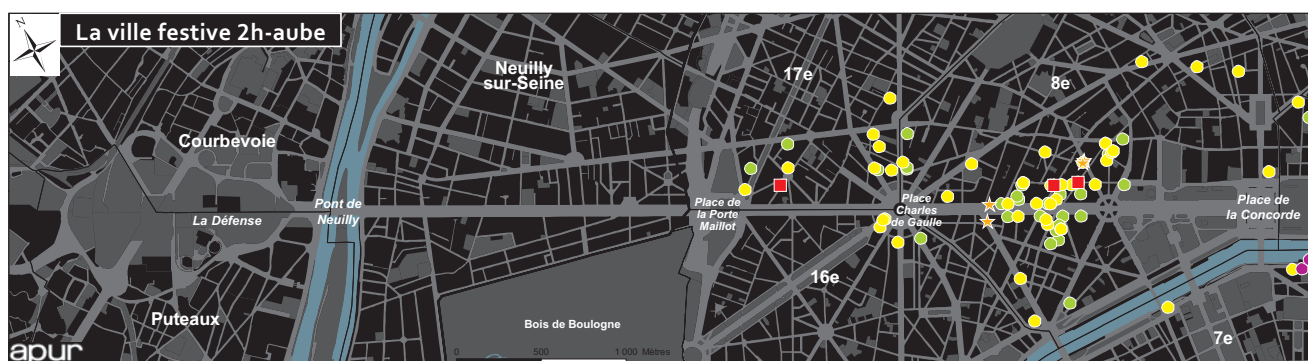 N
La ville festive 2h-aube
Neuilly
sur-Seine
17e
8e
Courbevoie
La Défense
Pont de
Neuilly
Place de
la Porte
Maillot
Place
Charles
de Gaulle
Place de
la Concorde
16e
Puteaux
Bois de Boulogne
7e
apur
0 500 1 000 Mètres